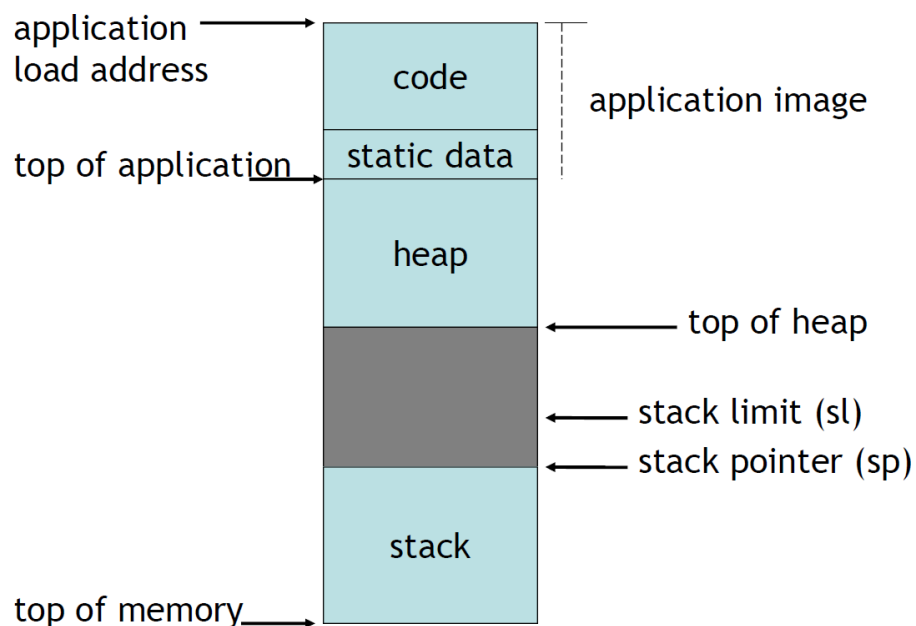 application
load address
code
application image
static data
top of application
heap
top of heap
stack limit (sl)
stack pointer (sp)
stack
top of memory